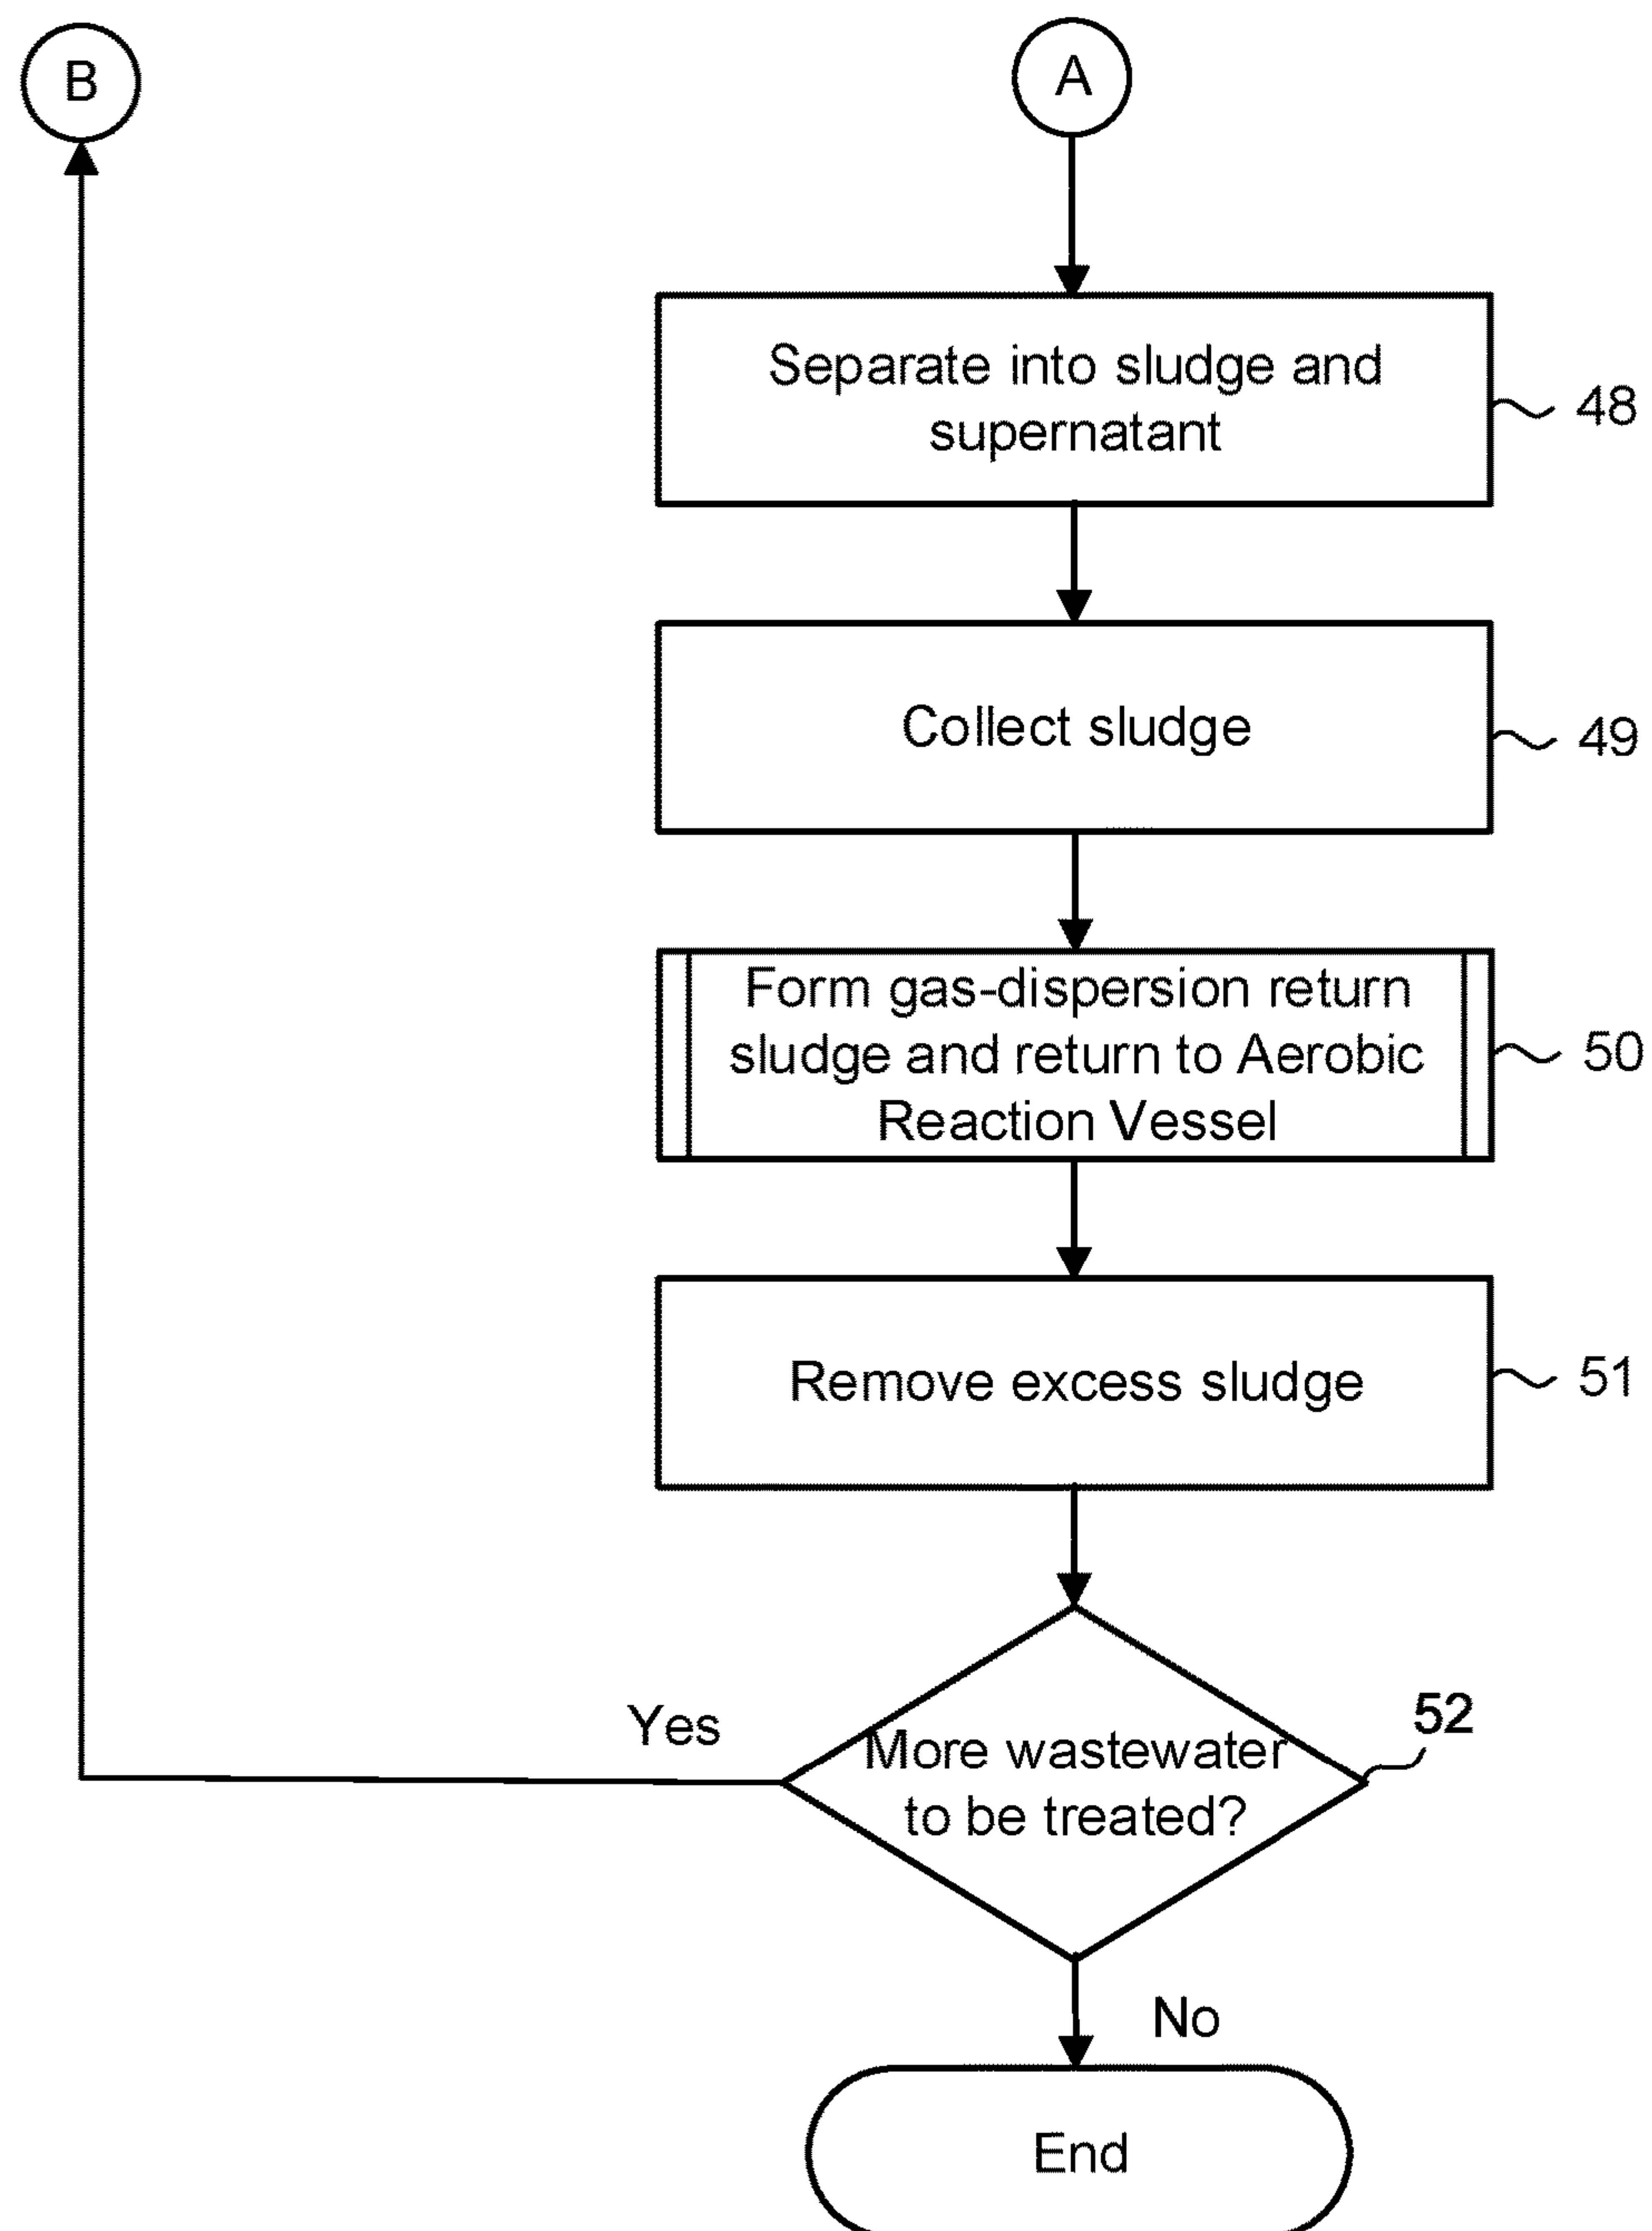 B
A
Separate into sludge and
supernatant
48
Collect sludge
49
Form gas-dispersion return
sludge and return to Aerobic
Reaction Vessel
50
Remove excess sludge
51
Yes
More wastewater
to be treated?
52
No
End